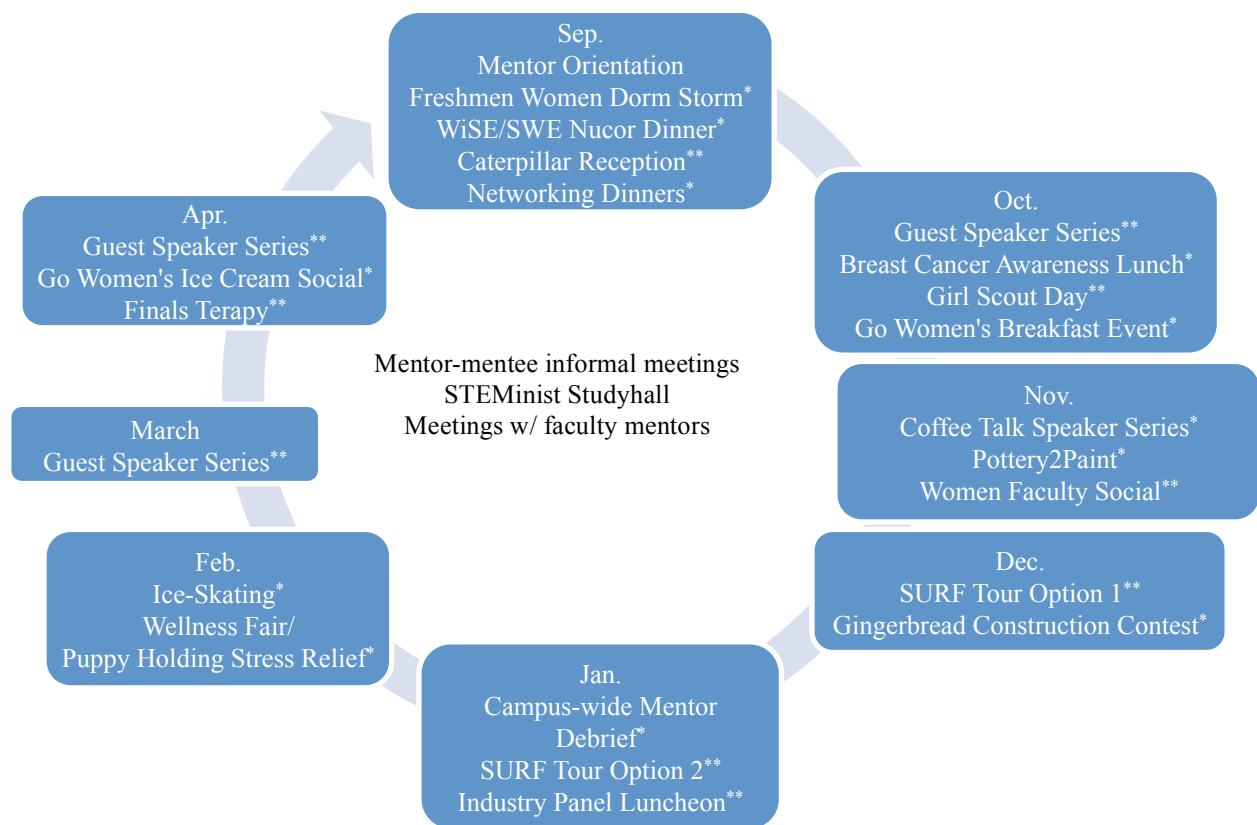 Sep.
Mentor Orientation
Freshmen Women Dorm Storm*
WiSE/SWE Nucor Dinner*
Caterpillar Reception**
Networking Dinners*
Oct.
Guest Speaker Series**
Breast Cancer Awareness Lunch*
Girl Scout Day**
Go Women's Breakfast Event*
Nov.
Coffee Talk Speaker Series*
Pottery2Paint*
Women Faculty Social**
Dec.
SURF Tour Option 1**
Gingerbread Construction Contest*
Jan.
Campus-wide Mentor
Debrief*
SURF Tour Option 2**
Industry Panel Luncheon**
Feb.
Ice-Skating*
Wellness Fair/
Puppy Holding Stress Relief*
March
Guest Speaker Series**
Apr.
Guest Speaker Series**
Go Women's Ice Cream Social*
Finals Terapy**
Mentor-mentee informal meetings
STEMinist Studyhall
Meetings w/ faculty mentors